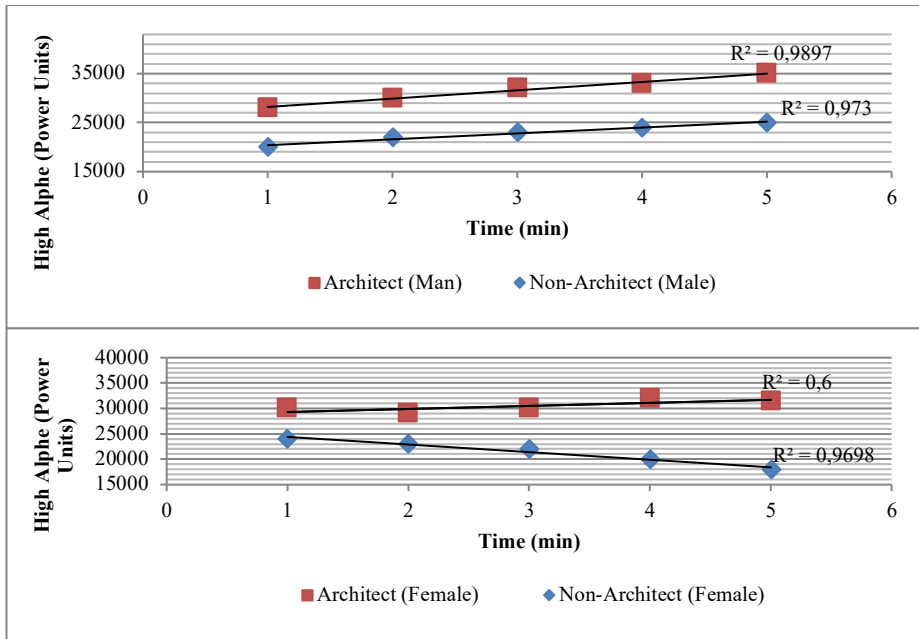 High Alphe (Power Units)
35000
25000
15000
R² = 0,9897
R² = 0,973
0 1 2 3 4 5 6
Time (min)
Architect (Man) Non-Architect (Male)
High Alphe (Power
Units)
40000
35000
30000
25000
20000
15000
R² = 0,6
R² = 0,9698
0 1 2 3 4 5 6
Time (min)
Architect (Female) Non-Architect (Female)